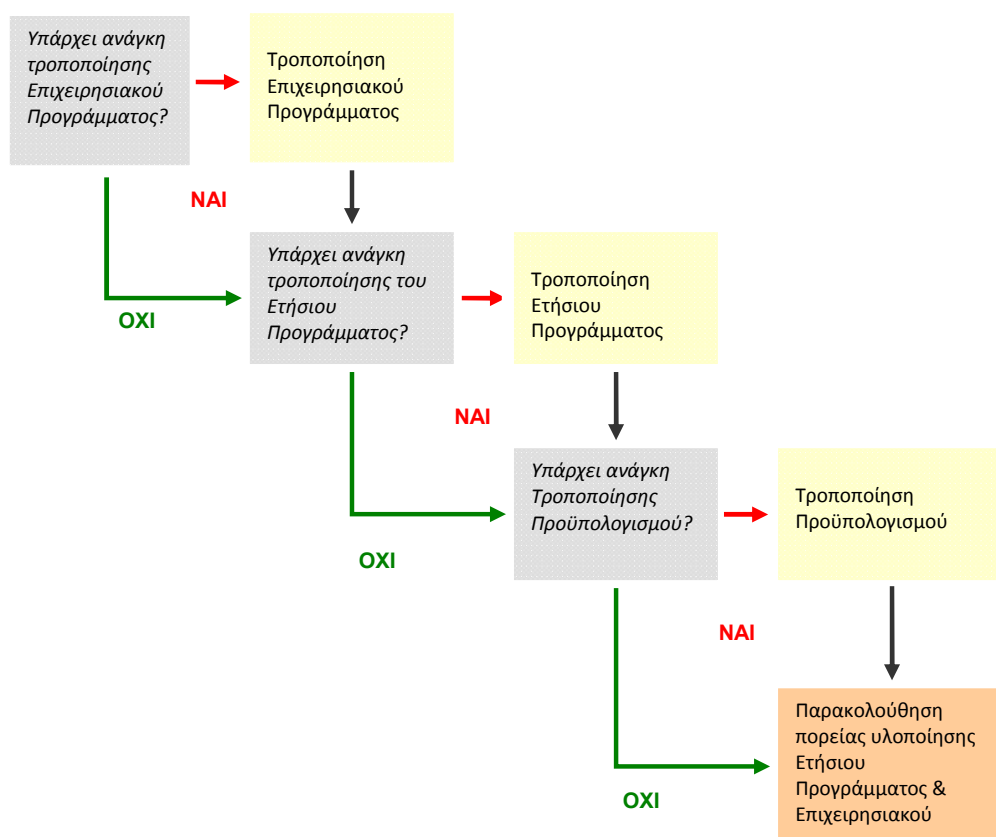 Υπάρχει ανάγκη
τροποποίησης
Επιχειρησιακού
Προγράμματος?
Τροποποίηση
Επιχειρησιακού
Προγράμματος
ΝΑΙ
ΟΧΙ
Υπάρχει ανάγκη
τροποποίησης του
Ετήσιου
Προγράμματος?
Τροποποίηση
Ετήσιου
Προγράμματος
ΝΑΙ
ΟΧΙ
Υπάρχει ανάγκη
Τροποποίησης
Προϋπολογισμού?
Τροποποίηση
Προϋπολογισμού
ΝΑΙ
ΟΧΙ
Παρακολούθηση
πορείας υλοποίησης
Ετήσιου
Προγράμματος &
Επιχειρησιακού